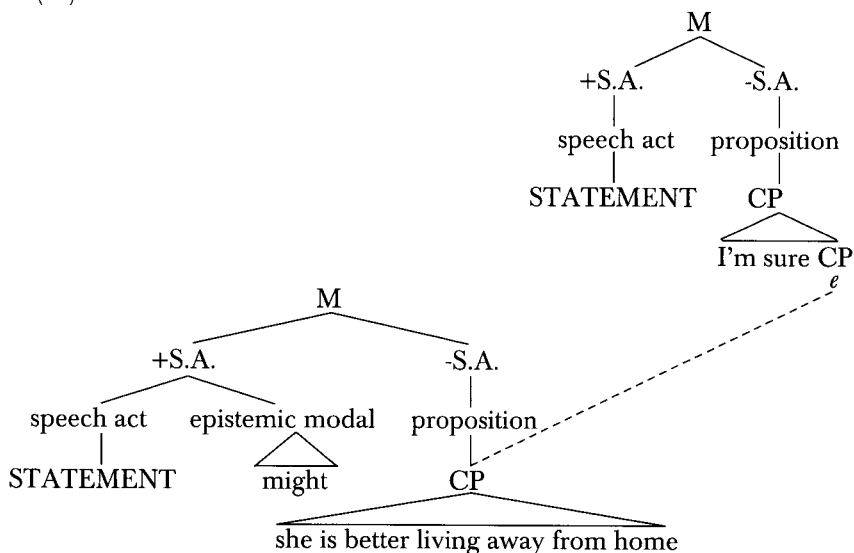 M
+S.A. -S.A.
speech act proposition
STATEMENT CP
I'm sure CP
e
M
+S.A. -S.A.
speech act epistemic modal proposition
STATEMENT might CP
she is better living away from home